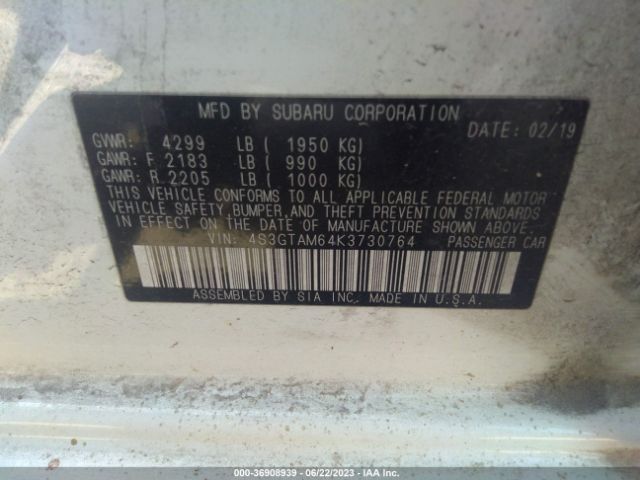 MFD BY SUBARU CORPORATION
DATE: 02/19
GVWR: 4299 LB ( 1950 KG)
GAWR: F 2183 LB ( 990 KG)
GAWR: R 2205 LB ( 1000 KG)
THIS VEHICLE CONFORMS TO ALL APPLICABLE FEDERAL MOTOR
VEHICLE SAFETY, BUMPER, AND THEFT PREVENTION STANDARDS
IN EFFECT ON THE DATE OF MANUFACTURE SHOWN ABOVE.
VIN: 4S3GTAM64K3730764 PASSENGER CAR
ASSEMBLED BY SIA INC. MADE IN U.S.A.
000-36908939 - 06/22/2023 - IAA Inc.